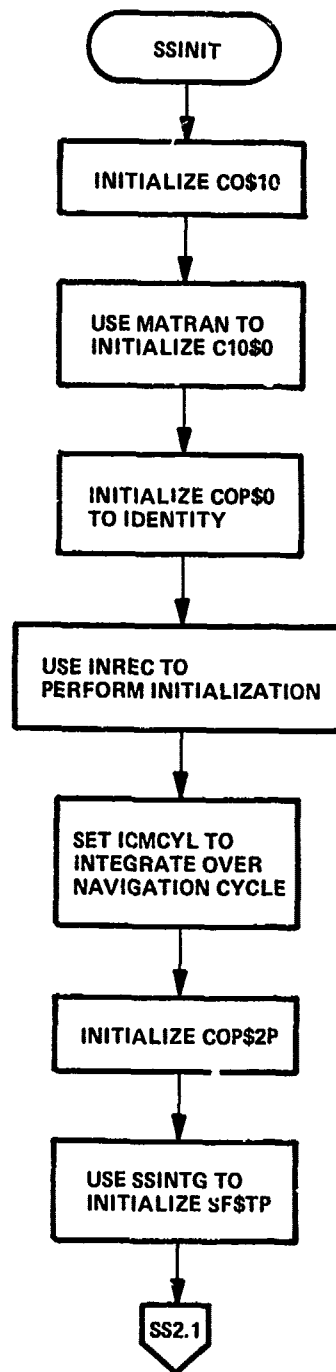 SSINIT
INITIALIZE CO$10
USE MATRAN TO
INITIALIZE C10$0
INITIALIZE COP$0
TO IDENTITY
USE INREC TO
PERFORM INITIALIZATION
SET ICMCYL TO
INTEGRATE OVER
NAVIGATION CYCLE
INITIALIZE COP$2P
USE SSINTG TO
INITIALIZE SF$TP
SS2.1